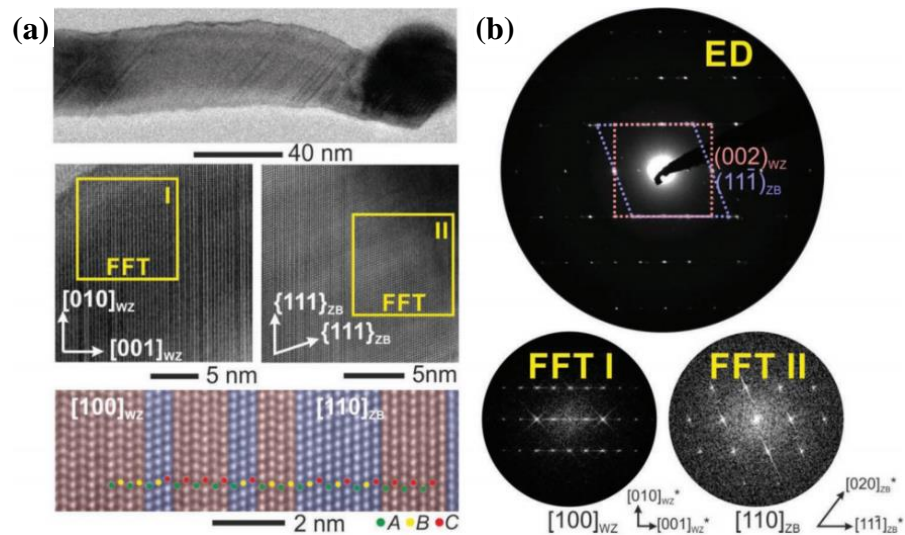 (a)
40 nm
I
FFT
[010]WZ
[001]WZ
5 nm
II
FFT
{111}ZB
{111}ZB
5nm
[100]WZ
[110]ZB
2 nm
A B C
(b)
ED
(002)WZ
(111̄)ZB
FFT I
[100]WZ
[010]WZ*
[001]WZ*
FFT II
[110]ZB
[020]ZB*
[111̄]ZB*